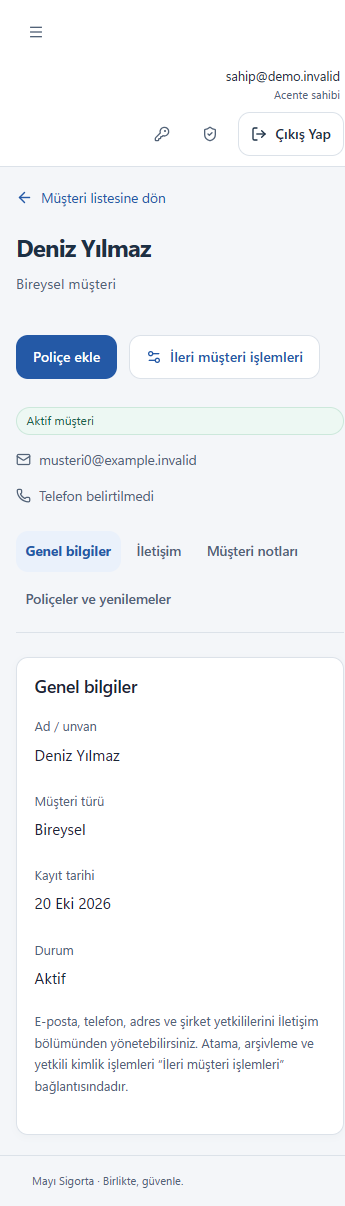 sahip@demo.invalid
Acente sahibi
Çıkış Yap
Müşteri listesine dön
Deniz Yılmaz
Bireysel müşteri
Poliçe ekle
İleri müşteri işlemleri
Aktif müşteri
musteri0@example.invalid
Telefon belirtilmedi
Genel bilgiler
İletişim
Müşteri notları
Poliçeler ve yenilemeler
Genel bilgiler
Ad / unvan
Deniz Yılmaz
Müşteri türü
Bireysel
Kayıt tarihi
20 Eki 2026
Durum
Aktif
E-posta, telefon, adres ve şirket yetkililerini İletişim
bölümünden yönetebilirsiniz. Atama, arşivleme ve
yetkili kimlik işlemleri “İleri müşteri işlemleri”
bağlantısındadır.
Mayı Sigorta · Birlikte, güvenle.